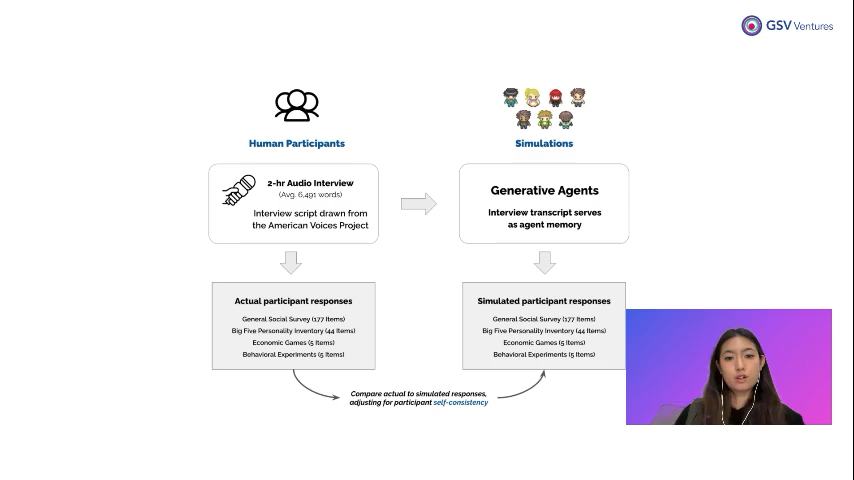 GSV Ventures
Human Participants
Simulations
2-hr Audio Interview
(Avg. 6,491 words)
Interview script drawn from
the American Voices Project
Generative Agents
Interview transcript serves
as agent memory
Actual participant responses
General Social Survey (177 Items)
Big Five Personality Inventory (44 Items)
Economic Games (5 Items)
Behavioral Experiments (5 Items)
Simulated participant responses
General Social Survey (177 Items)
Big Five Personality Inventory (44 Items)
Economic Games (5 Items)
Behavioral Experiments (5 Items)
Compare actual to simulated responses,
adjusting for participant self-consistency